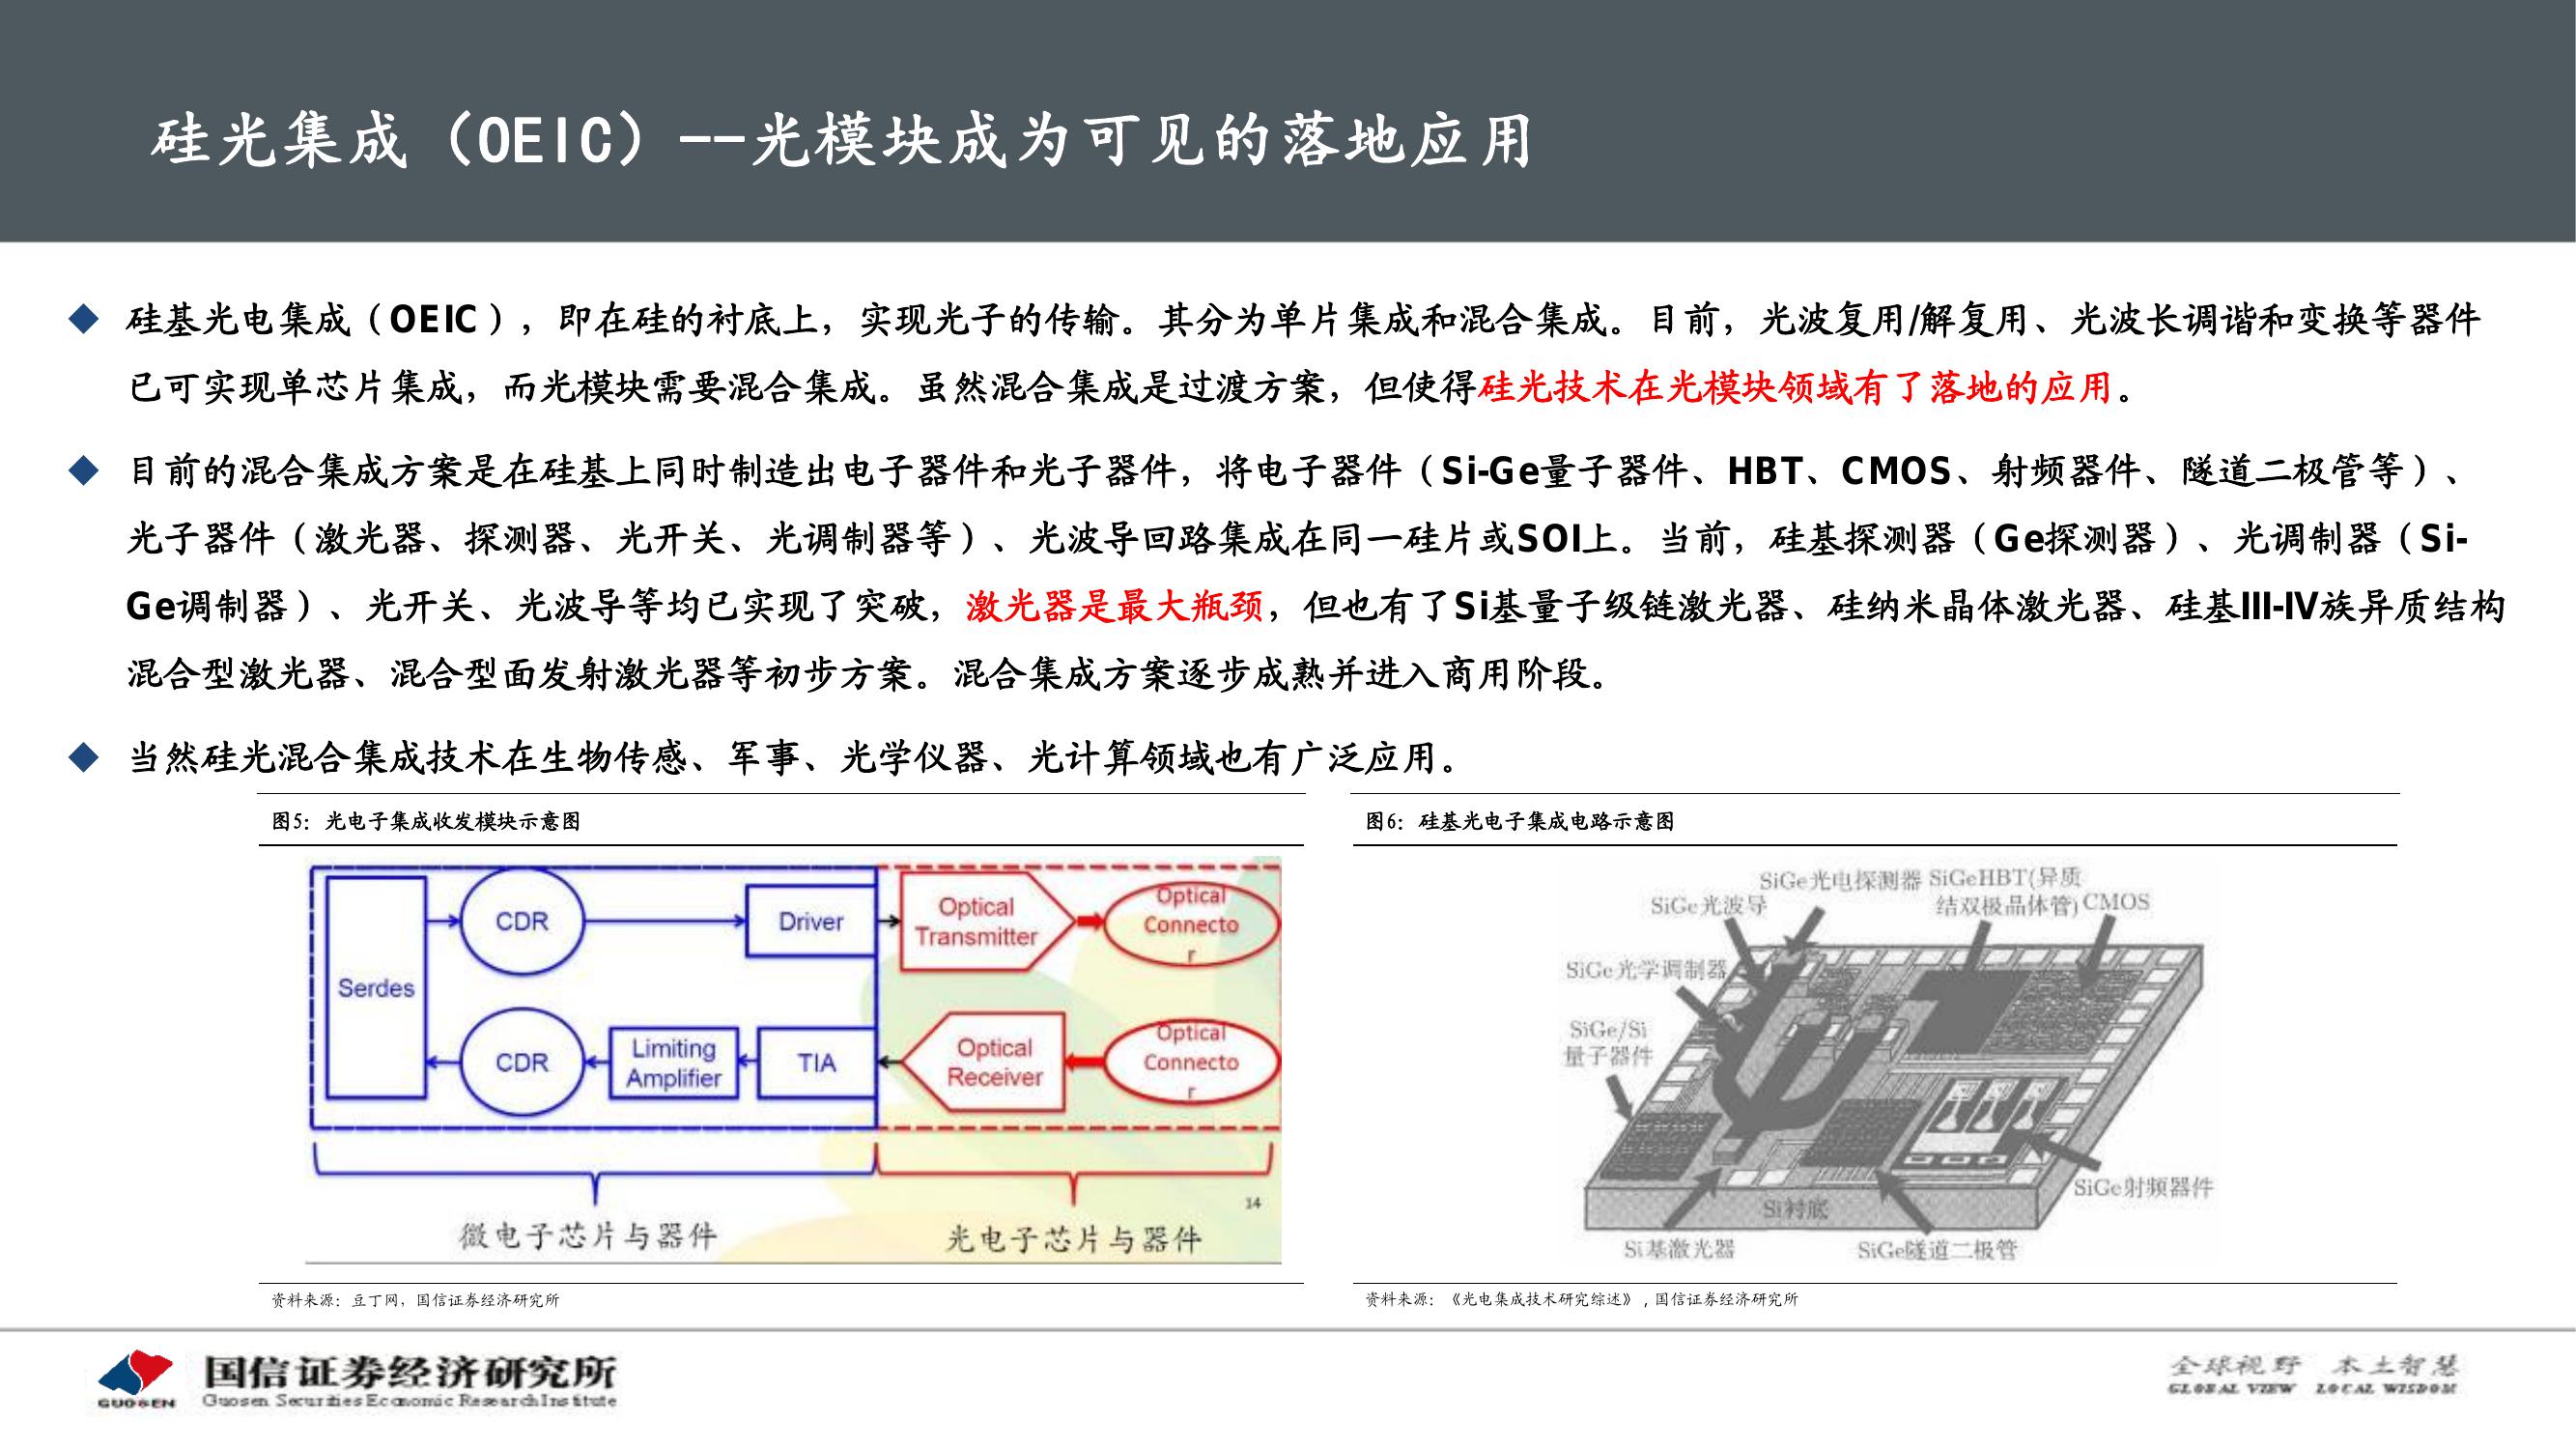 硅光集成（OEIC）--光模块成为可见的落地应用
硅基光电集成（OEIC），即在硅的衬底上，实现光子的传输。其分为单片集成和混合集成。目前，光波复用/解复用、光波长调谐和变换等器件
已可实现单芯片集成，而光模块需要混合集成。虽然混合集成是过渡方案，但使得硅光技术在光模块领域有了落地的应用。
目前的混合集成方案是在硅基上同时制造出电子器件和光子器件，将电子器件（Si-Ge量子器件、HBT、CMOS、射频器件、隧道二极管等）、
光子器件（激光器、探测器、光开关、光调制器等）、光波导回路集成在同一硅片或SOI上。当前，硅基探测器（Ge探测器）、光调制器（Si-
Ge调制器）、光开关、光波导等均已实现了突破，激光器是最大瓶颈，但也有了Si基量子级链激光器、硅纳米晶体激光器、硅基III-IV族异质结构
混合型激光器、混合型面发射激光器等初步方案。混合集成方案逐步成熟并进入商用阶段。
当然硅光混合集成技术在生物传感、军事、光学仪器、光计算领域也有广泛应用。
图5：光电子集成收发模块示意图
Serdes
CDR
Driver
Optical
Transmitter
Optical
Connecto
r
CDR
Limiting
Amplifier
TIA
Optical
Receiver
Optical
Connecto
r
14
微电子芯片与器件
光电子芯片与器件
资料来源：豆丁网，国信证券经济研究所
图6：硅基光电子集成电路示意图
SiGe光电探测器
SiGeHBT(异质
结双极晶体管)
CMOS
SiGe光波导
SiGe光学调制器
SiGe/Si
量子器件
SiGe射频器件
Si衬底
Si基激光器
SiGe隧道二极管
资料来源：《光电集成技术研究综述》,国信证券经济研究所
GUOSEN
国信证券经济研究所
Guosen Securities Economic Research Institute
全球视野 本土智慧
GLOBAL VIEW LOCAL WISDOM